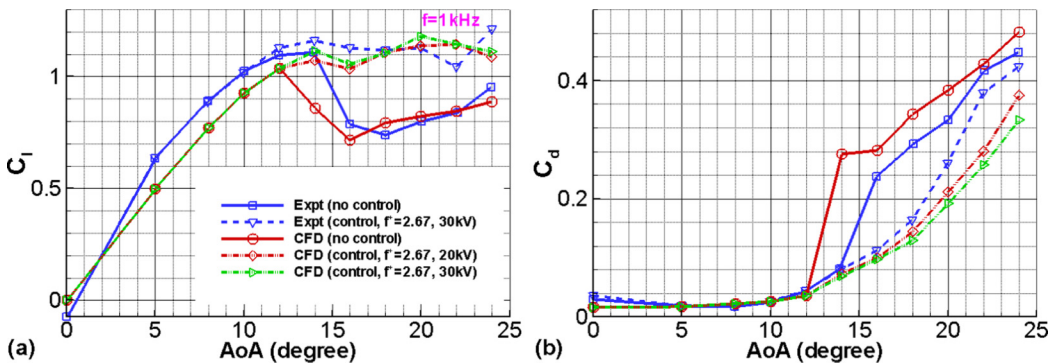 f=1kHz
1
0.5
0
C_l
Expt (no control)
Expt (control, f⁺=2.67, 30kV)
CFD (no control)
CFD (control, f⁺=2.67, 20kV)
CFD (control, f⁺=2.67, 30kV)
0 5 10 15 20 25
(a) AoA (degree)
0.4
0.2
C_d
0 5 10 15 20 25
(b) AoA (degree)